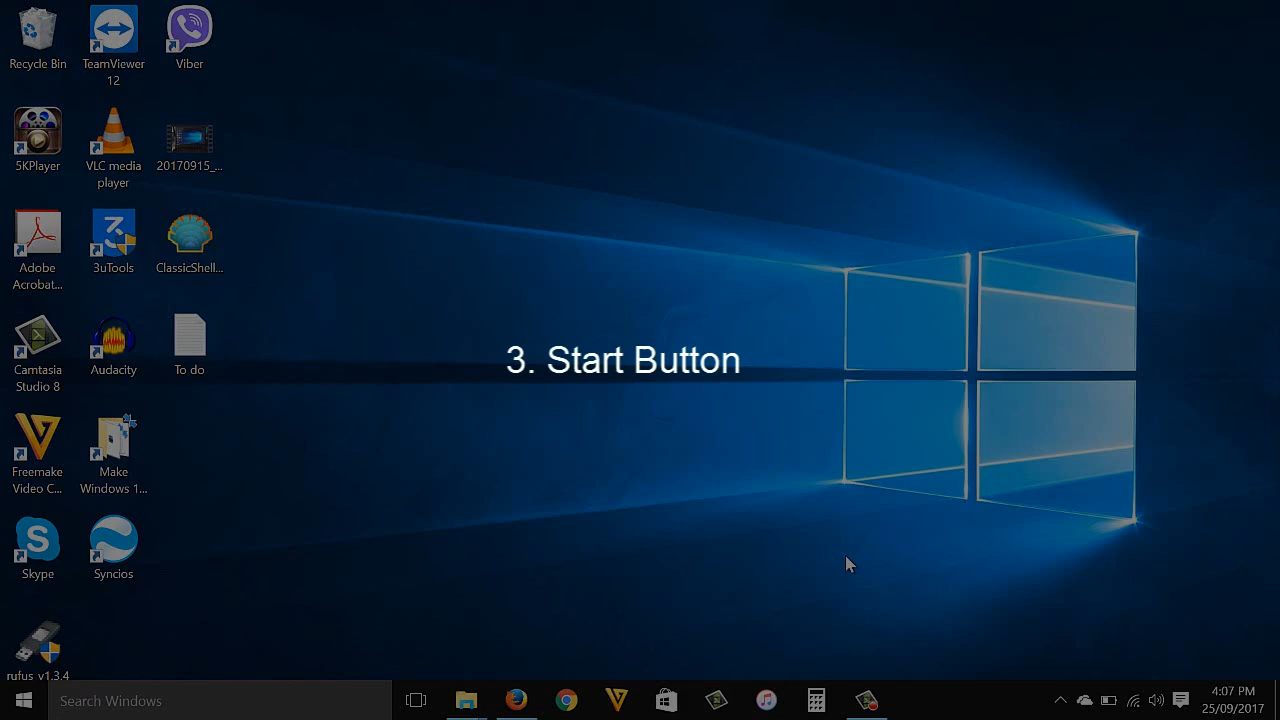 Recycle Bin
TeamViewer
12
Viber
5KPlayer
VLC media
player
20170915_...
Adobe
Acrobat...
3uTools
ClassicShell...
Camtasia
Studio 8
Audacity
To do
3. Start Button
Freemake
Video C...
Make
Windows 1...
Skype
Syncios
rufus_v1.3.4
Search Windows
4:07 PM
25/09/2017